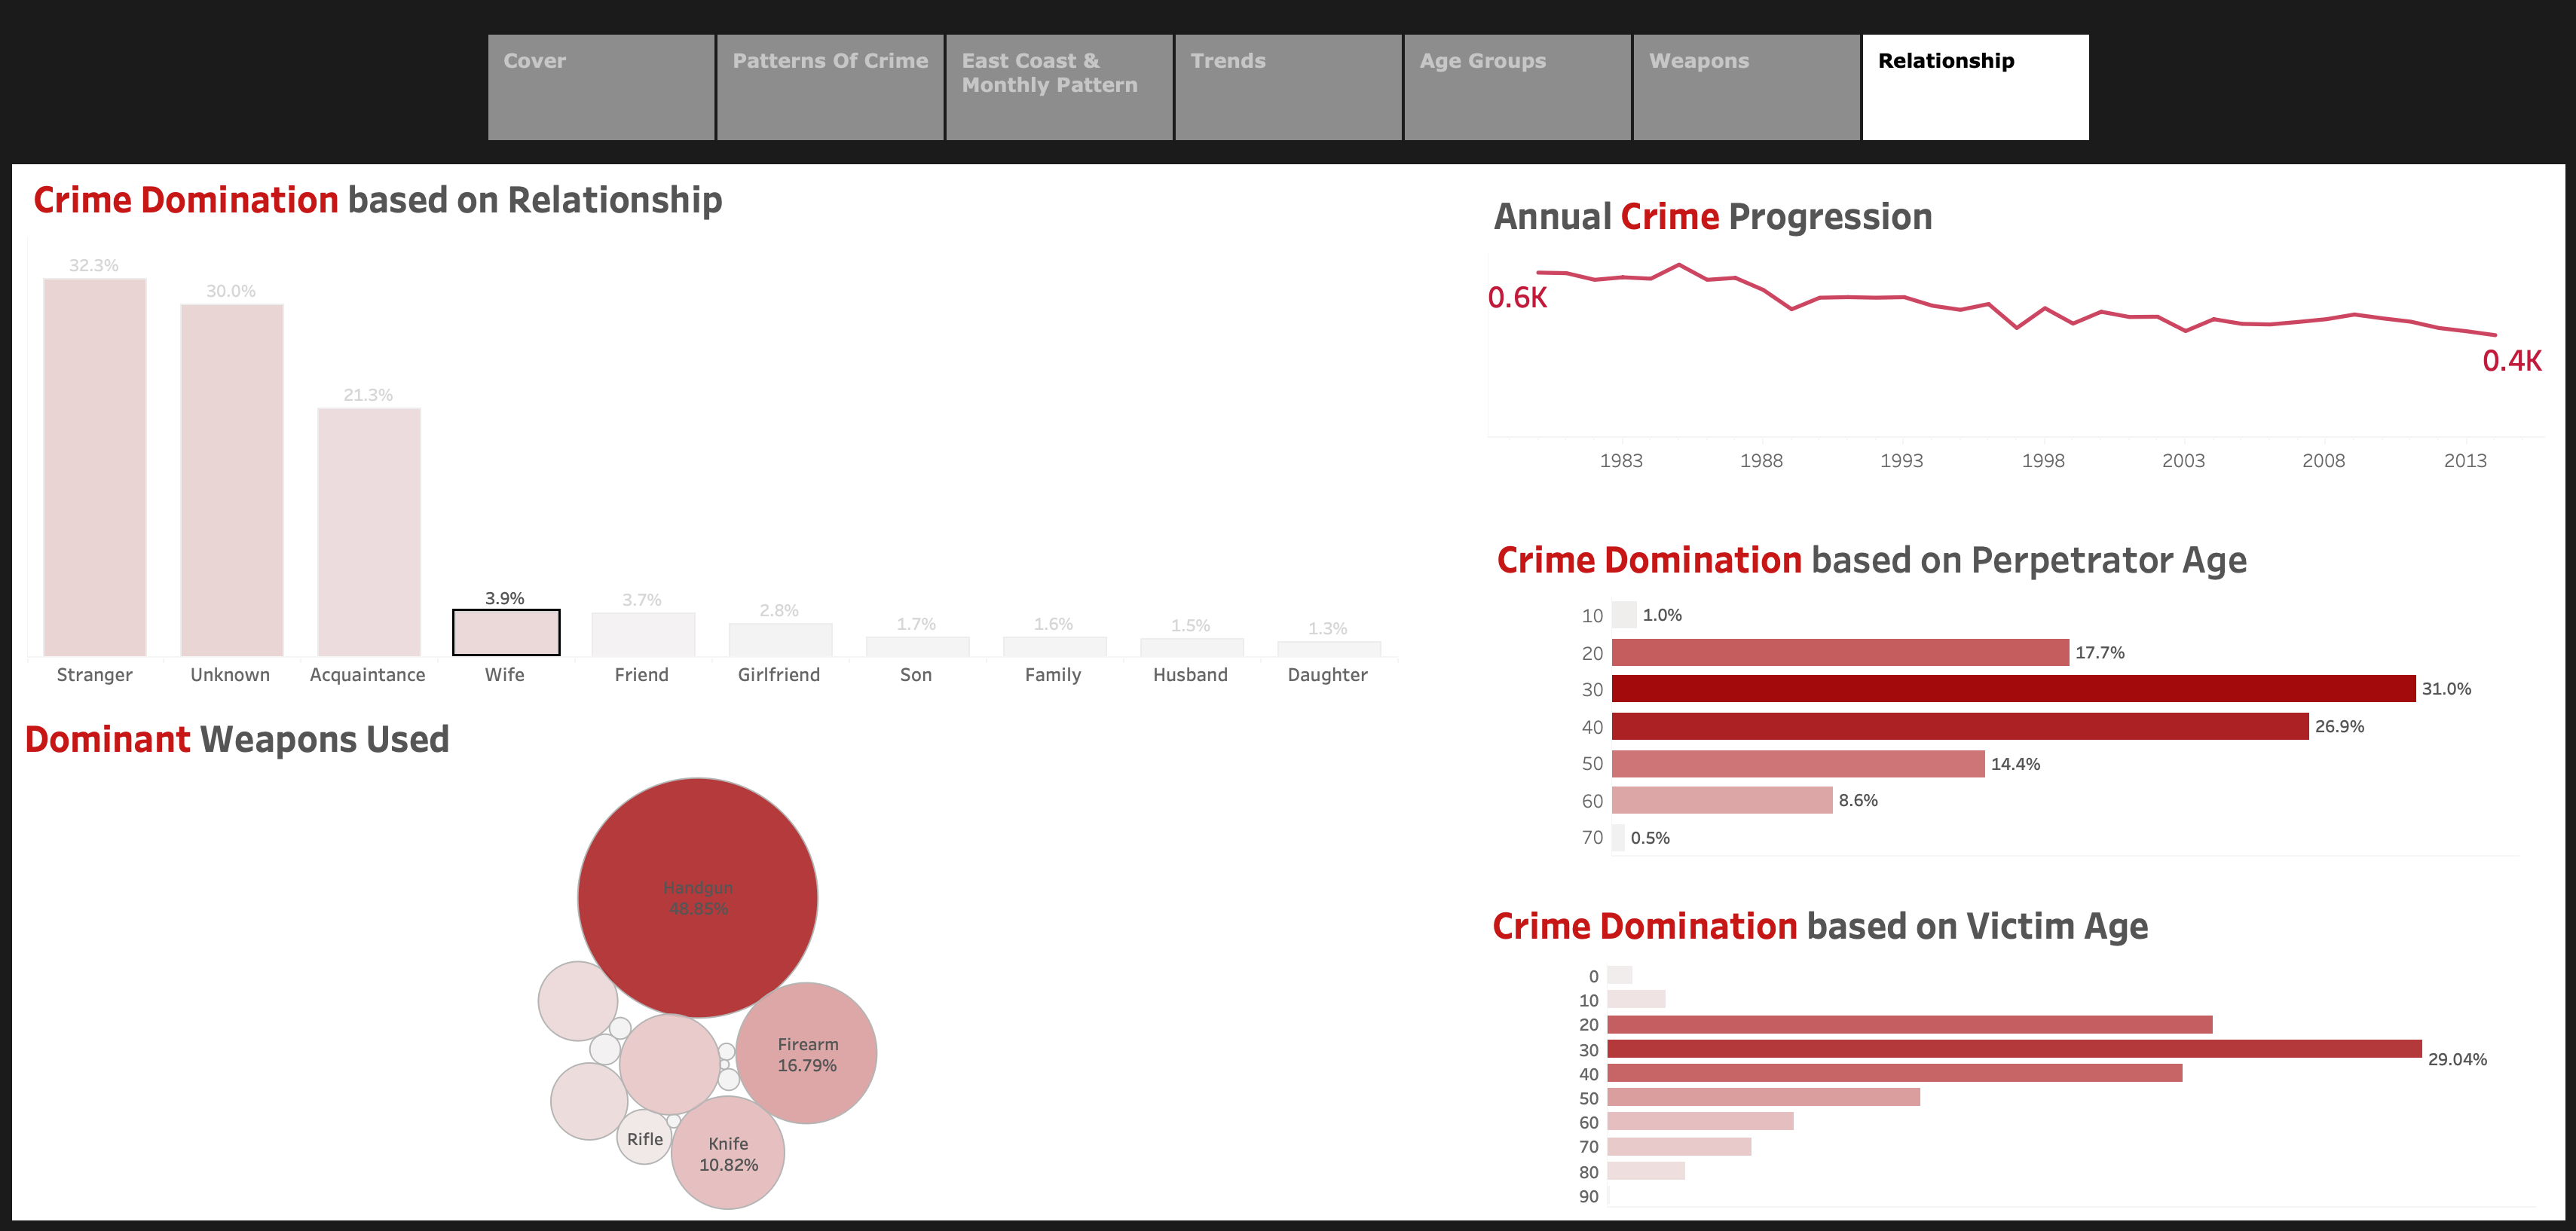 Cover
Patterns Of Crime
East Coast &
Monthly Pattern
Trends
Age Groups
Weapons
Relationship
Crime Domination based on Relationship
32.3%
30.0%
21.3%
3.9%
3.7%
2.8%
1.7%
1.6%
1.5%
1.3%
Stranger
Unknown
Acquaintance
Wife
Friend
Girlfriend
Son
Family
Husband
Daughter
Dominant Weapons Used
Handgun
48.85%
Firearm
16.79%
Rifle
Knife
10.82%
Annual Crime Progression
0.6K
0.4K
1983
1988
1993
1998
2003
2008
2013
Crime Domination based on Perpetrator Age
10 1.0%
20 17.7%
30 31.0%
40 26.9%
50 14.4%
60 8.6%
70 0.5%
Crime Domination based on Victim Age
0
10
20
30 29.04%
40
50
60
70
80
90